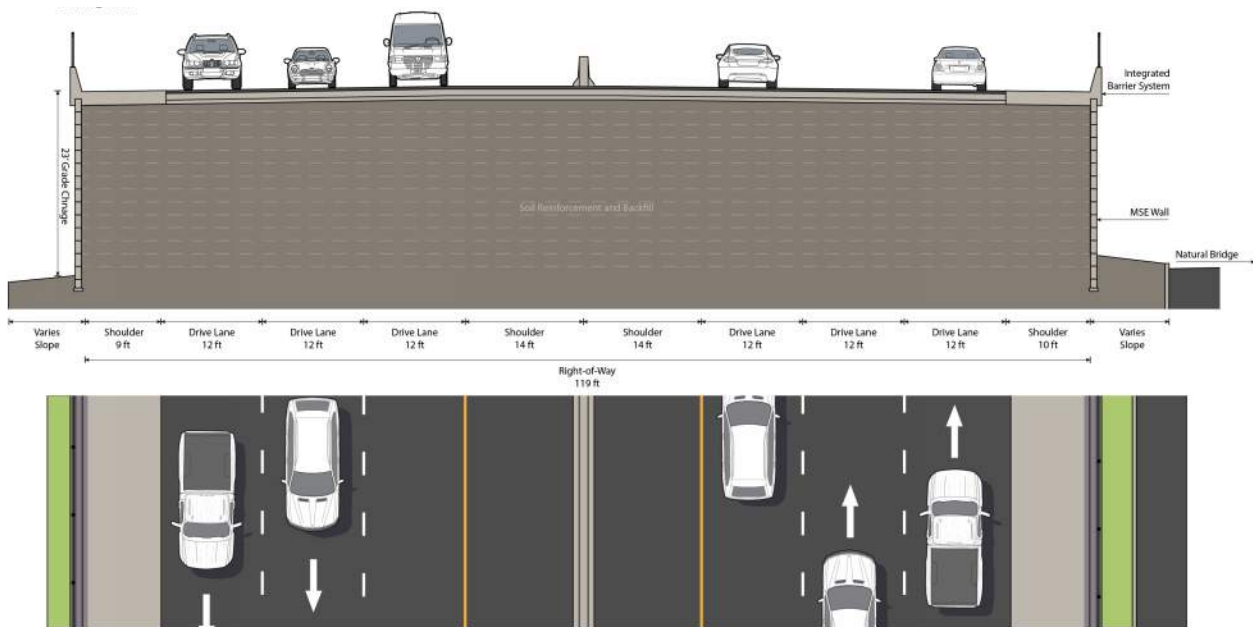 Integrated
Barrier System
23' Grade Chnage
Soil Reinforcement and Backfill
MSE Wall
Natural Bridge
Varies
Slope
Shoulder
9 ft
Drive Lane
12 ft
Drive Lane
12 ft
Drive Lane
12 ft
Shoulder
14 ft
Shoulder
14 ft
Drive Lane
12 ft
Drive Lane
12 ft
Drive Lane
12 ft
Shoulder
10 ft
Varies
Slope
Right-of-Way
119 ft